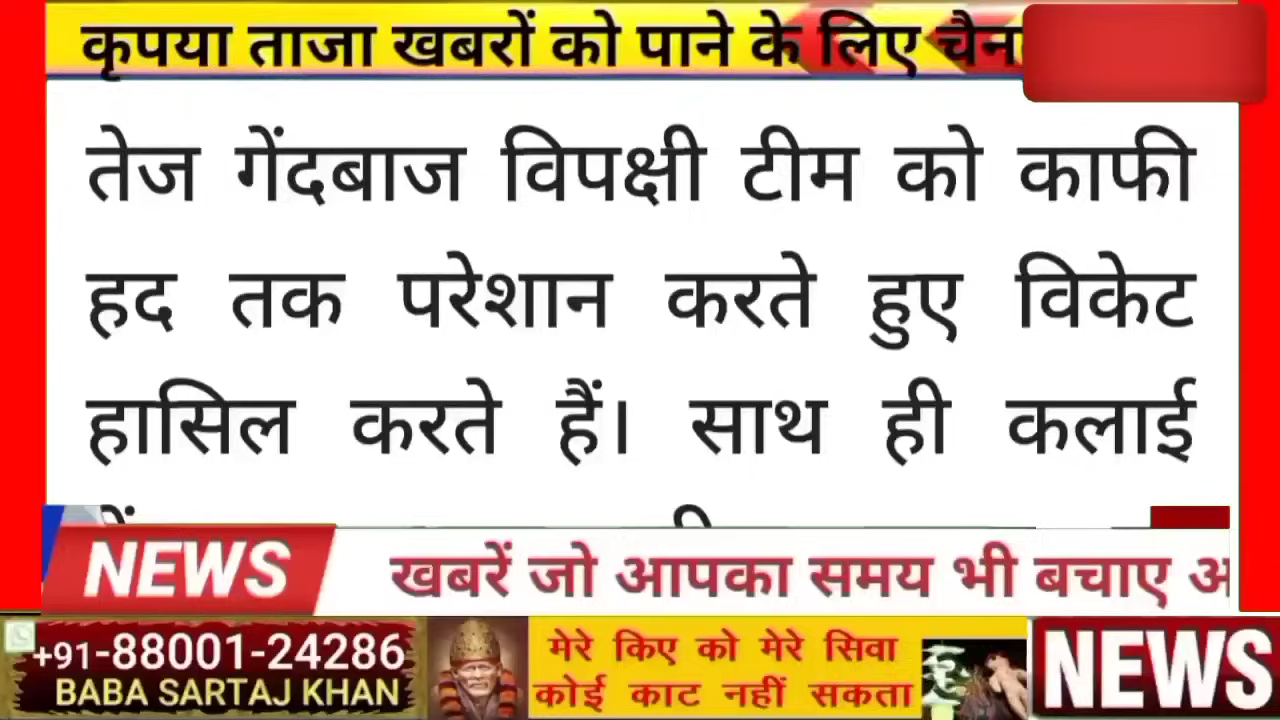 कृपया ताजा खबरों को पाने के लिए
तेज गेंदबाज विपक्षी टीम को काफी
हद तक परेशान करते हुए विकेट
हासिल करते हैं। साथ ही कलाई
NEWS
खबरें जो आपका समय भी बचाए
+91-88001-24286
BABA SARTAJ KHAN
मेरे किए को मेरे सिवा
कोई काट नहीं सकता
NEWS